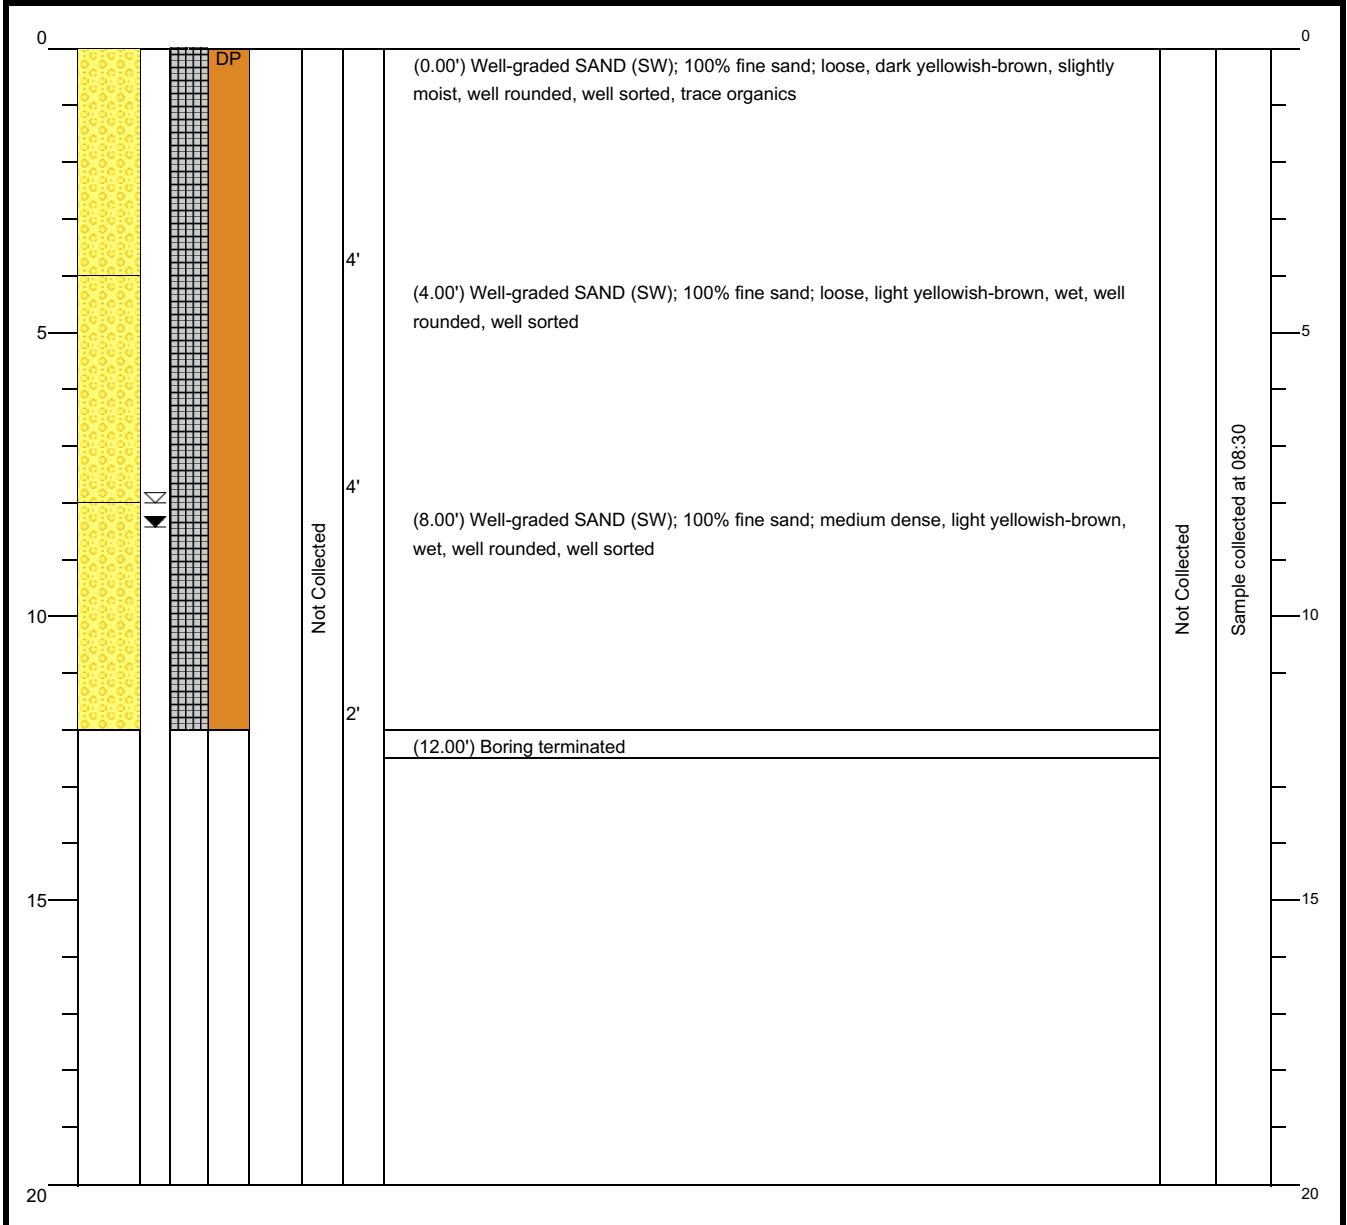 0
0
DP
(0.00') Well-graded SAND (SW); 100% fine sand; loose, dark yellowish-brown, slightly
moist, well rounded, well sorted, trace organics
4'
(4.00') Well-graded SAND (SW); 100% fine sand; loose, light yellowish-brown, wet, well
rounded, well sorted
5
5
4'
(8.00') Well-graded SAND (SW); 100% fine sand; medium dense, light yellowish-brown,
wet, well rounded, well sorted
Not Collected
Not Collected
Sample collected at 08:30
10
10
2'
(12.00') Boring terminated
15
15
20
20